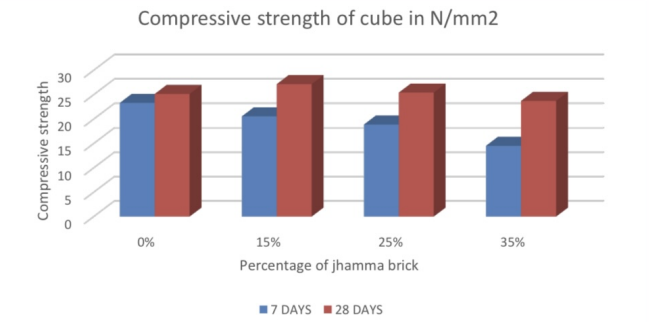 Compressive strength of cube in N/mm2
Compressive strength
30
25
20
15
10
5
0
0% 15% 25% 35%
Percentage of jhamma brick
7 DAYS 28 DAYS